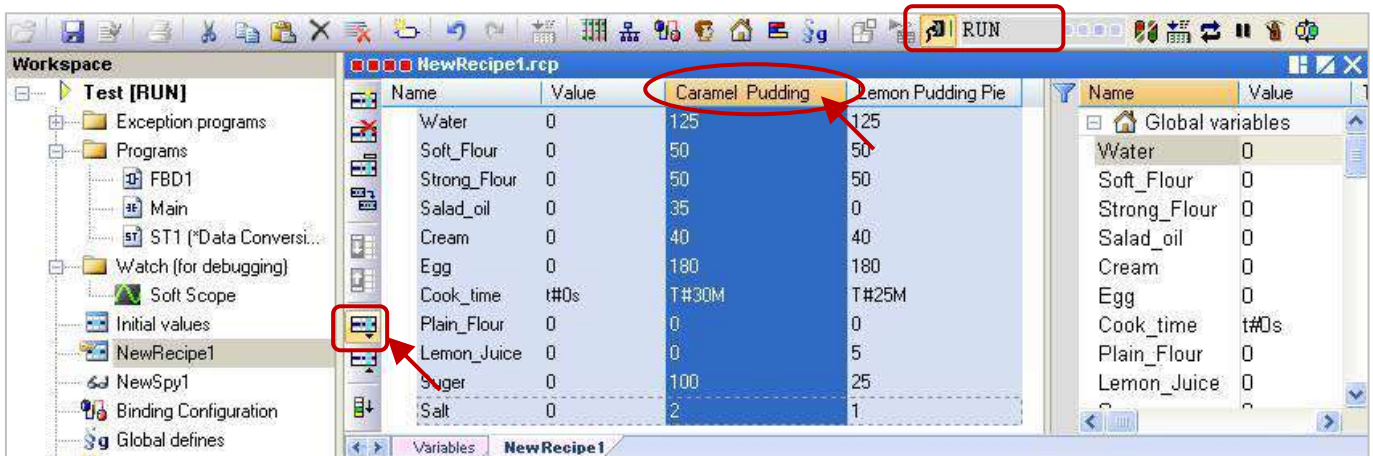 RUN
Workspace
Test [RUN]
Exception programs
Programs
FBD1
Main
ST1 (*Data Conversi...
Watch (for debugging)
Soft Scope
Initial values
NewRecipe1
NewSpy1
Binding Configuration
Global defines
NewRecipe1.rcp
Name Value Caramel Pudding Lemon Pudding Pie
Water 0 125 125
Soft_Flour 0 50 50
Strong_Flour 0 50 50
Salad_oil 0 35 0
Cream 0 40 40
Egg 0 180 180
Cook_time t#0s T#30M T#25M
Plain_Flour 0 0 0
Lemon_Juice 0 0 5
Suger 0 100 25
Salt 0 2 1
Variables NewRecipe1
Name Value
Global variables
Water 0
Soft_Flour 0
Strong_Flour 0
Salad_oil 0
Cream 0
Egg 0
Cook_time t#0s
Plain_Flour 0
Lemon_Juice 0